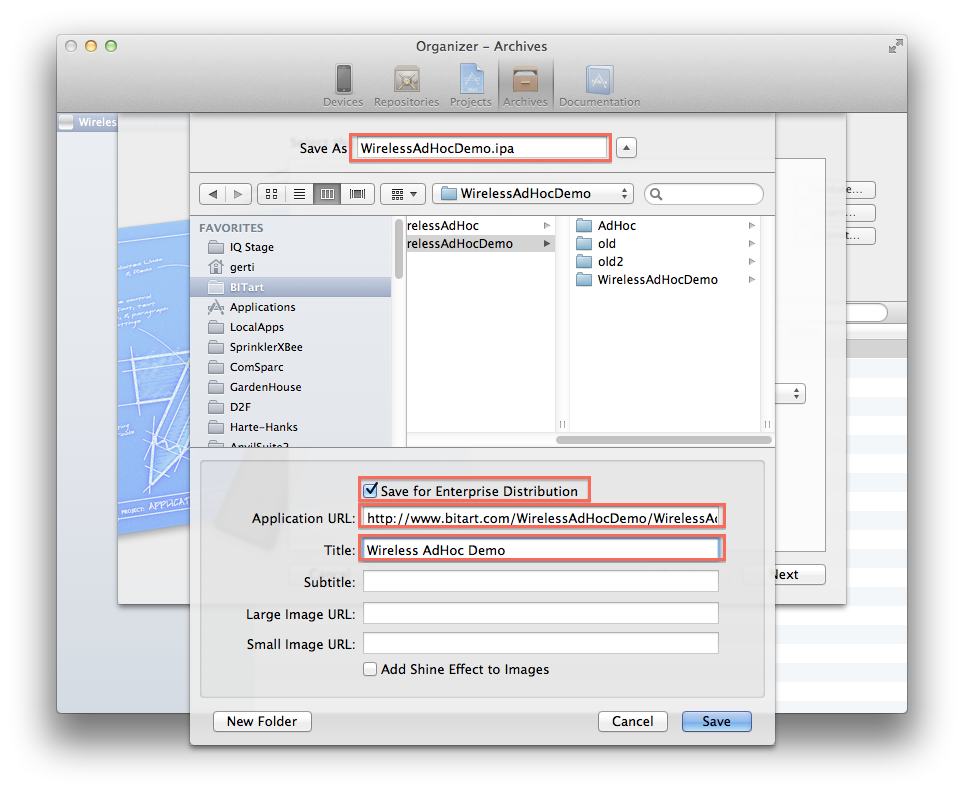 Organizer – Archives
Devices
Repositories
Projects
Archives
Documentation
Wireles
Save As
WirelessAdHocDemo.ipa
WirelessAdHocDemo
FAVORITES
IQ Stage
gerti
BITart
Applications
LocalApps
SprinklerXBee
ComSparc
GardenHouse
D2F
Harte-Hanks
AnvilSuite2
relessAdHoc
relessAdHocDemo
AdHoc
old
old2
WirelessAdHocDemo
PROJECT: APPLICAT
Save for Enterprise Distribution
Application URL:
http://www.bitart.com/WirelessAdHocDemo/WirelessAd
Title:
Wireless AdHoc Demo
Subtitle:
Next
Large Image URL:
Small Image URL:
Add Shine Effect to Images
New Folder
Cancel
Save